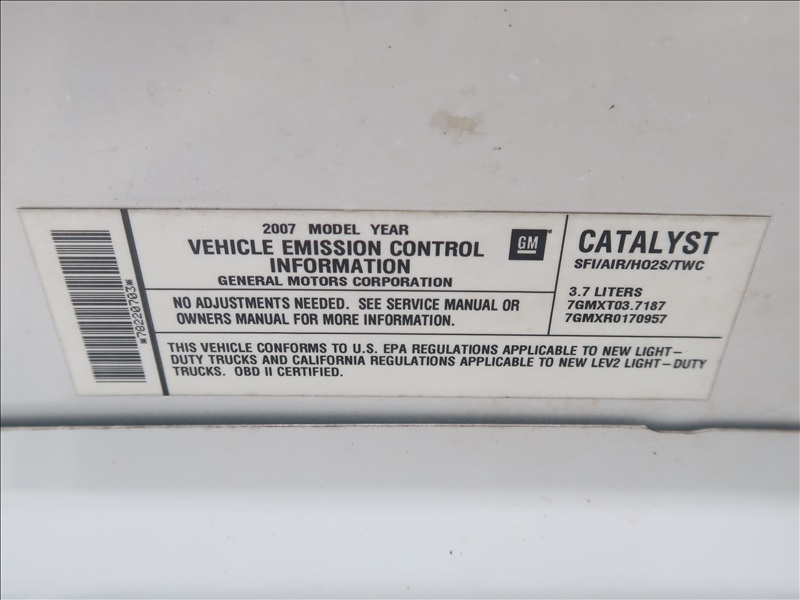 *78220703*
2007 MODEL YEAR
VEHICLE EMISSION CONTROL
INFORMATION
GENERAL MOTORS CORPORATION
GM
NO ADJUSTMENTS NEEDED. SEE SERVICE MANUAL OR
OWNERS MANUAL FOR MORE INFORMATION.
CATALYST
SFI/AIR/HO2S/TWC
3.7 LITERS
7GMXT03.7187
7GMXR0170957
THIS VEHICLE CONFORMS TO U.S. EPA REGULATIONS APPLICABLE TO NEW LIGHT-
DUTY TRUCKS AND CALIFORNIA REGULATIONS APPLICABLE TO NEW LEV2 LIGHT-DUTY
TRUCKS. OBD II CERTIFIED.